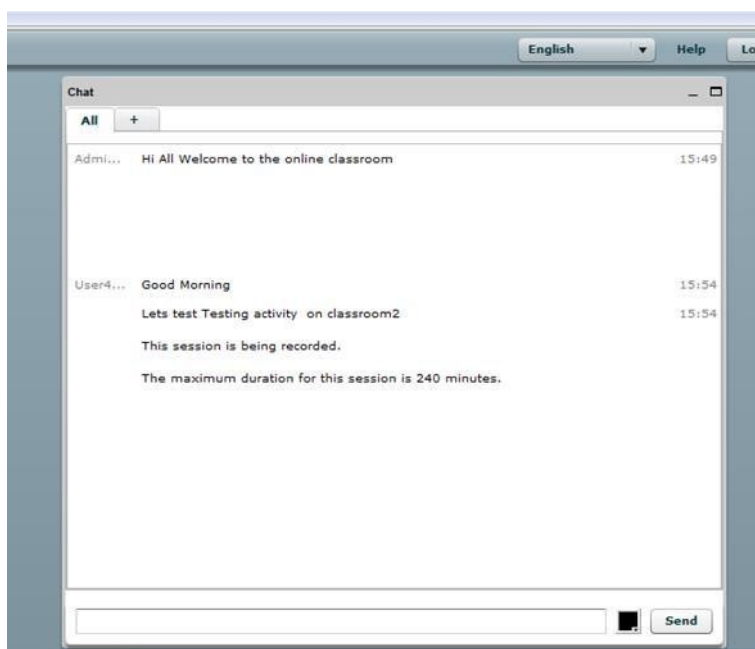 English Help Lo
Chat
All +
Admi... Hi All Welcome to the online classroom 15:49
User4... Good Morning 15:54
Lets test Testing activity on classroom2 15:54
This session is being recorded.
The maximum duration for this session is 240 minutes.
Send